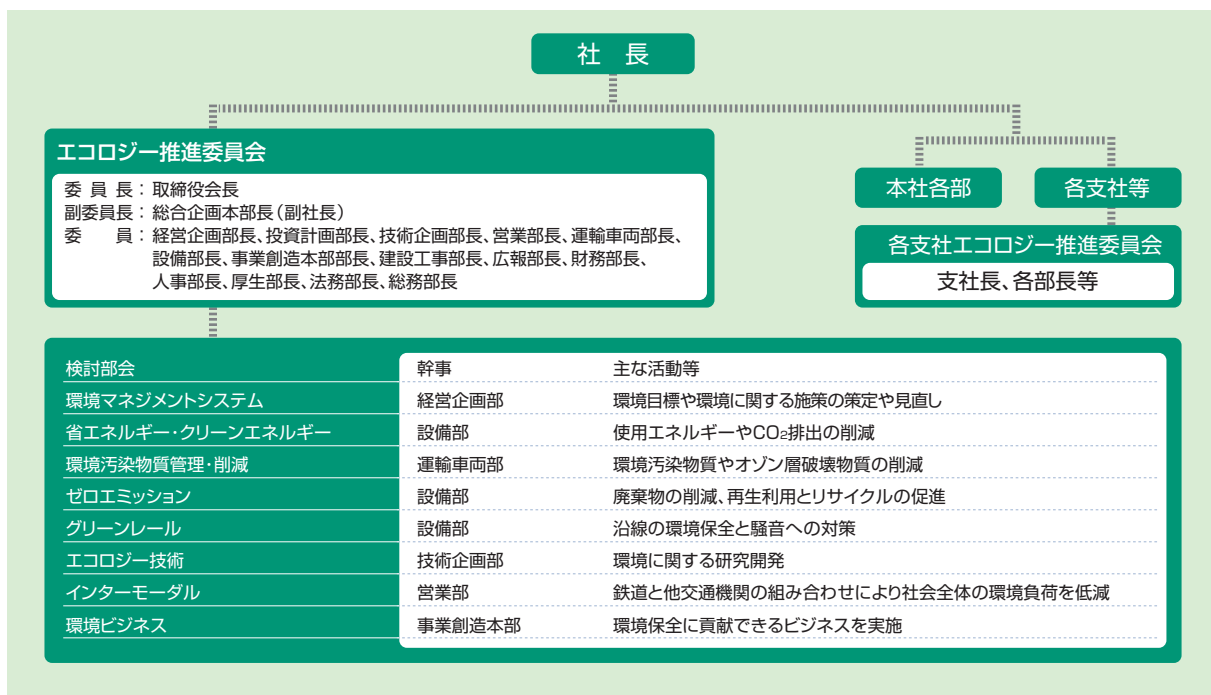 社 長
エコロジー推進委員会
委 員 長：取締役会長
副委員長：総合企画本部長（副社長）
委　　員：経営企画部長、投資計画部長、技術企画部長、営業部長、運輸車両部長、
設備部長、事業創造本部部長、建設工事部長、広報部長、財務部長、
人事部長、厚生部長、法務部長、総務部長
本社各部 各支社等
各支社エコロジー推進委員会
支社長、各部長等
検討部会 幹事 主な活動等
環境マネジメントシステム 経営企画部 環境目標や環境に関する施策の策定や見直し
省エネルギー・クリーンエネルギー 設備部 使用エネルギーやCO₂排出の削減
環境汚染物質管理・削減 運輸車両部 環境汚染物質やオゾン層破壊物質の削減
ゼロエミッション 設備部 廃棄物の削減、再生利用とリサイクルの促進
グリーンレール 設備部 沿線の環境保全と騒音への対策
エコロジー技術 技術企画部 環境に関する研究開発
インターモーダル 営業部 鉄道と他交通機関の組み合わせにより社会全体の環境負荷を低減
環境ビジネス 事業創造本部 環境保全に貢献できるビジネスを実施